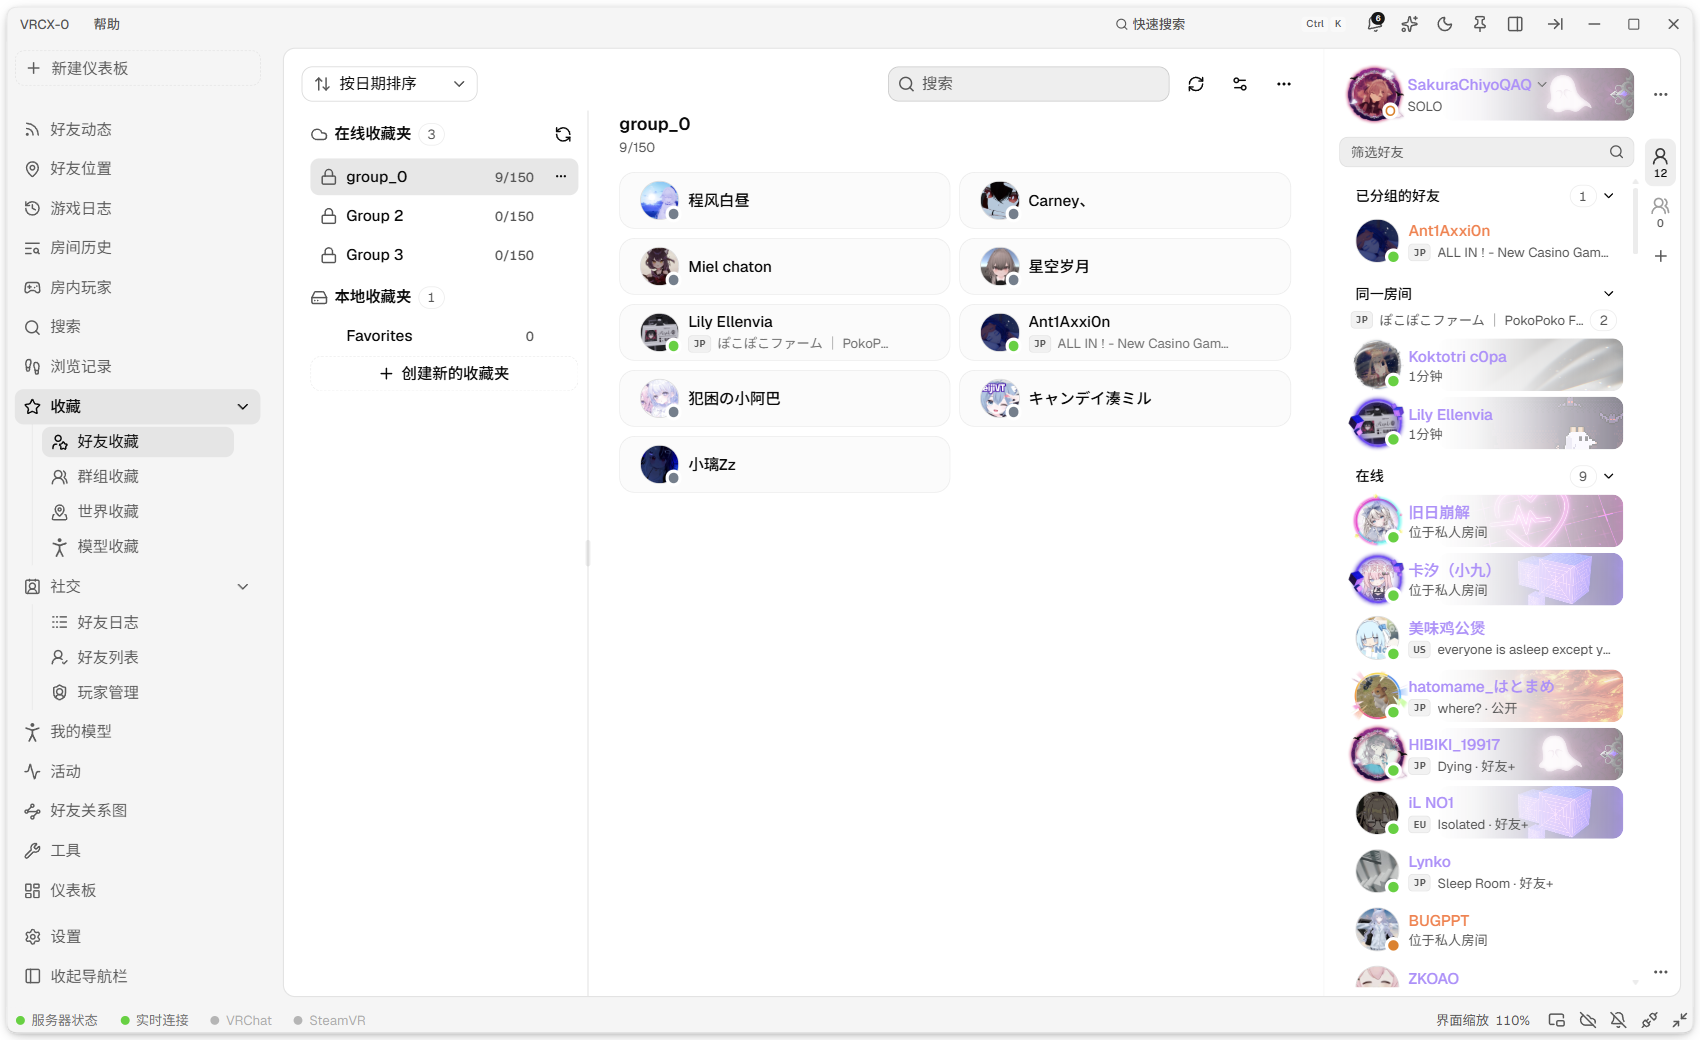 VRCX-0 帮助
快速搜索 Ctrl K
6
新建仪表板
好友动态
好友位置
游戏日志
房间历史
房内玩家
搜索
浏览记录
收藏
好友收藏
群组收藏
世界收藏
模型收藏
社交
好友日志
好友列表
玩家管理
我的模型
活动
好友关系图
工具
仪表板
设置
收起导航栏
按日期排序
在线收藏夹 3
group_0 9/150
Group 2 0/150
Group 3 0/150
本地收藏夹 1
Favorites 0
创建新的收藏夹
搜索
group_0
9/150
程风白昼
Carney、
Miel chaton
星空岁月
Lily Ellenvia
JP ぽこぽこファーム | PokoP...
Ant1Axxi0n
JP ALL IN ! - New Casino Gam...
犯困の小阿巴
キャンデイ湊ミル
小璃Zz
SakuraChiyoQAQ
SOLO
筛选好友
12
0
已分组的好友 1
Ant1Axxi0n
JP ALL IN ! - New Casino Gam...
同一房间
JP ぽこぽこファーム | PokoPoko F... 2
Koktotri c0pa
1分钟
Lily Ellenvia
1分钟
在线 9
旧日崩解
位于私人房间
卡汐（小九）
位于私人房间
美味鸡公煲
US everyone is asleep except y...
hatomame_はとまめ
JP where? · 公开
HIBIKI_19917
JP Dying · 好友+
iL NO1
EU Isolated · 好友+
Lynko
JP Sleep Room · 好友+
BUGPPT
位于私人房间
ZKOAO
服务器状态 实时连接 VRChat SteamVR
界面缩放 110%